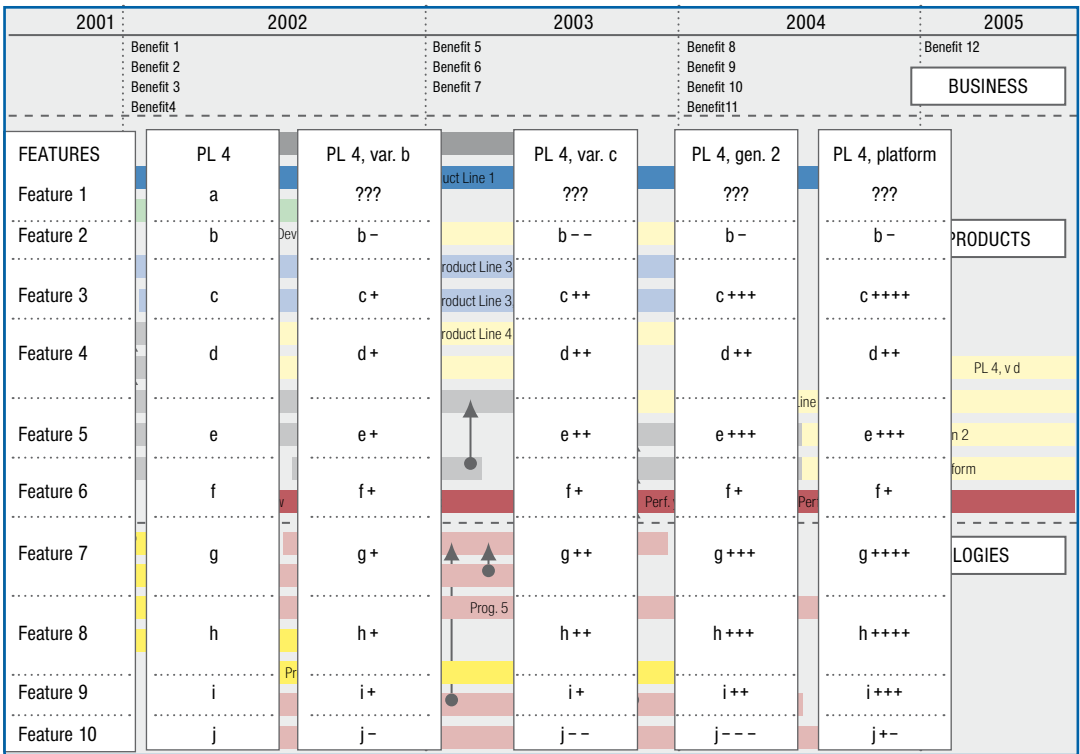 2001 2002 2003 2004 2005
Benefit 1 Benefit 5 Benefit 8 Benefit 12
Benefit 2 Benefit 6 Benefit 9
Benefit 3 Benefit 7 Benefit 10
Benefit4 Benefit11
BUSINESS
FEATURES PL 4 PL 4, var. b PL 4, var. c PL 4, gen. 2 PL 4, platform
uct Line 1
Feature 1 a ??? ??? ??? ???
Feature 2 b b – b – – b – b –
Dev
PRODUCTS
roduct Line 3
Feature 3 c c + c ++ c +++ c ++++
roduct Line 3
roduct Line 4
Feature 4 d d + d ++ d ++ d ++
PL 4, v d
Line
Feature 5 e e + e ++ e +++ e +++
n 2
form
Feature 6 f f + f + f + f +
Perf. Per
Feature 7 g g + g ++ g +++ g ++++
LOGIES
Prog. 5
Feature 8 h h + h ++ h +++ h ++++
Pr
Feature 9 i i + i + i ++ i +++
Feature 10 j j – j – – j – – – j +–